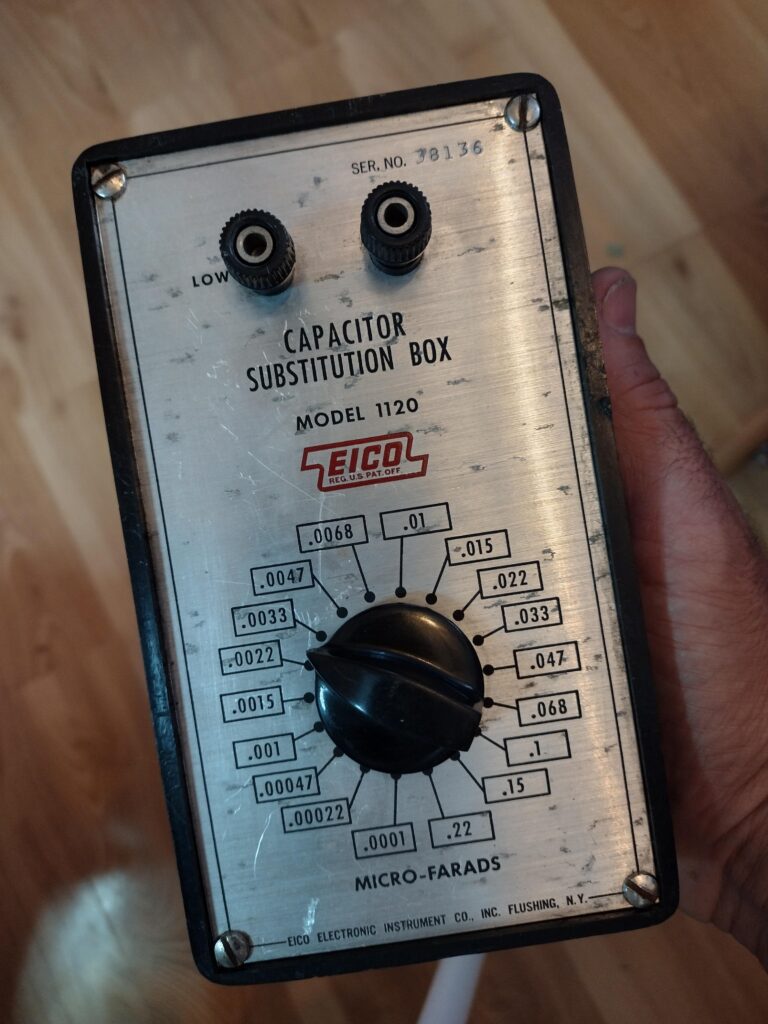 SER. NO. 38136
LOW
CAPACITOR
SUBSTITUTION BOX
MODEL 1120
EICO
REG. U.S. PAT. OFF.
.0068
.01
.0047
.015
.0033
.022
.0022
.033
.0015
.047
.001
.068
.00047
.1
.00022
.15
.0001
.22
MICRO-FARADS
EICO ELECTRONIC INSTRUMENT CO., INC. FLUSHING, N.Y.